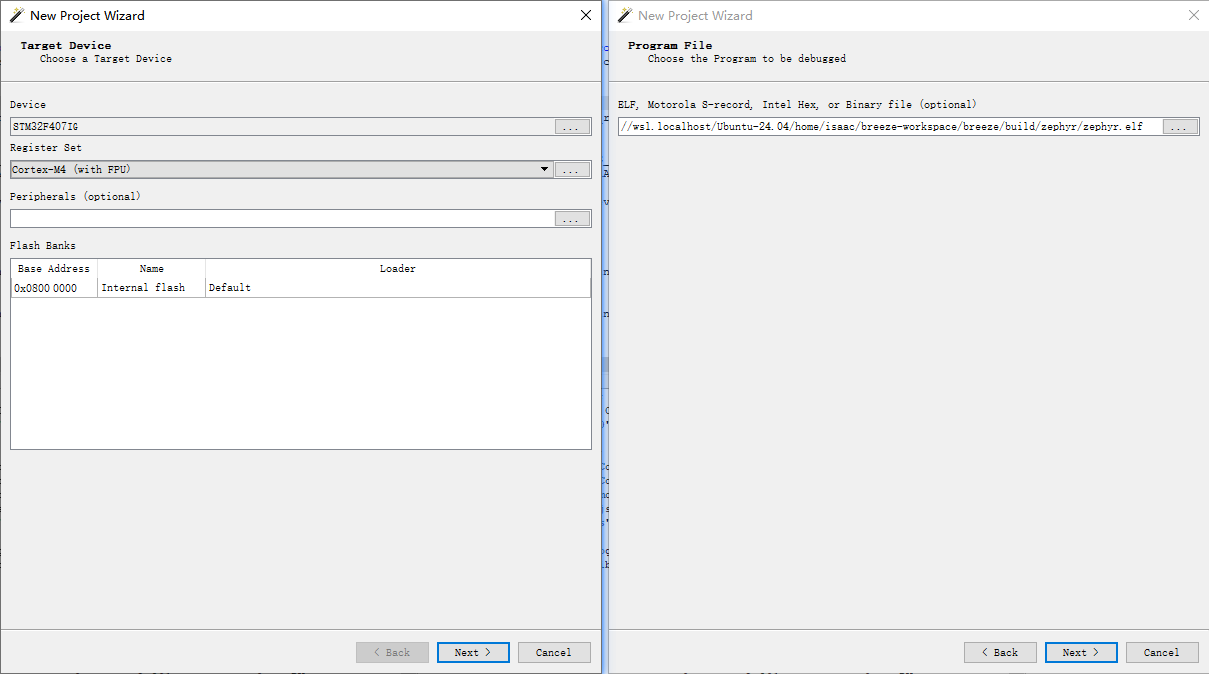 New Project Wizard
Target Device
Choose a Target Device
Device
STM32F407IG
...
Register Set
Cortex-M4 (with FPU)
...
Peripherals (optional)
...
Flash Banks
Base Address Name Loader
0x0800 0000 Internal flash Default
< Back Next > Cancel
New Project Wizard
Program File
Choose the Program to be debugged
ELF, Motorola S-record, Intel Hex, or Binary file (optional)
//wsl.localhost/Ubuntu-24.04/home/isaac/breeze-workspace/breeze/build/zephyr/zephyr.elf
...
< Back Next > Cancel